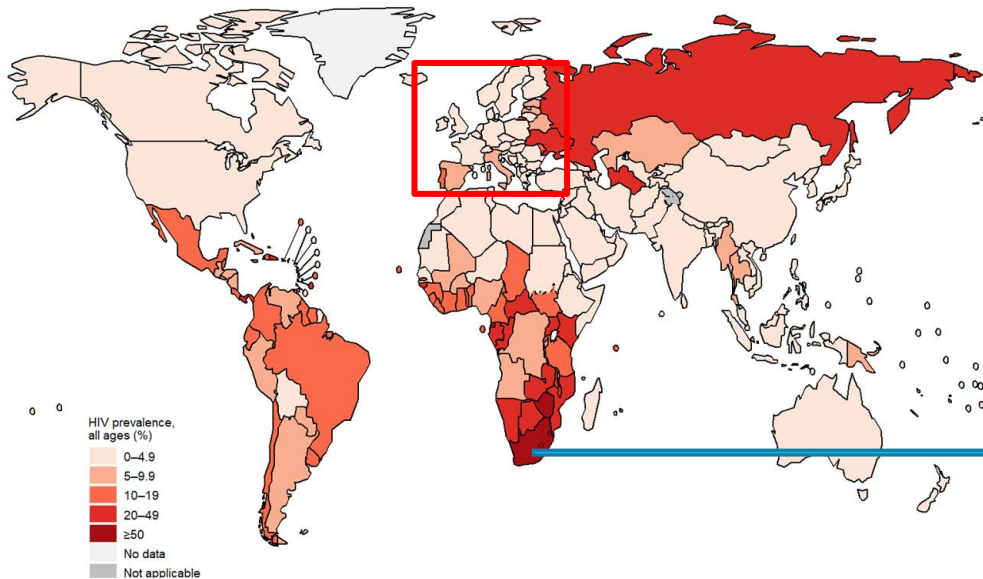 HIV prevalence,
all ages (%)
0–4.9
5–9.9
10–19
20–49
≥50
No data
Not applicable